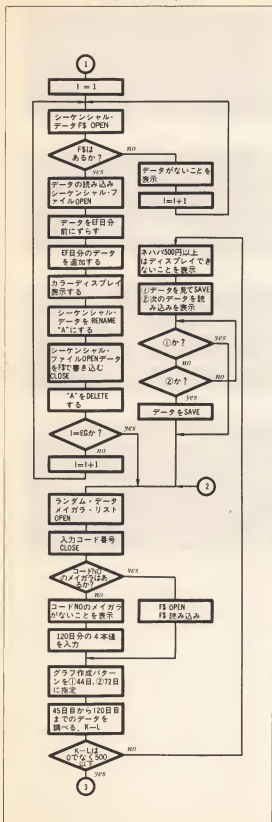 1
I = 1
シーケンシャル・
データF$ OPEN
F$は
あるか？
no
yes
データがないことを
表示
I=I+1
データの読み込み
シーケンシャル・フ
ァイルOPEN
データをEF日分
前にずらす
EF日分のデータ
を追加する
カラーディスプレイ
表示する
シーケンシャル・
データをRENAME
"A"にする
シーケンシャル・フ
ァイルOPENデータ
をF$で書き込む
CLOSE
"A"をDELETE
する
I=EGか？
yes
no
I=I+1
ネハバ500円以上
はディスプレイでき
ないことを表示
①データを見てSAVE
②次のデータを読
み込みを表示
①か？
yes
no
②か？
no
yes
データをSAVE
2
ランダム・データ
メイガラ・リスト
OPEN
入力コード番号
CLOSE
コードNO
のメイガラはあ
るか？
yes
no
コードNOのメイガラ
がないことを表示
120日分の4本値
を入力
F$ OPEN
F$ 読み込み
グラフ作成パター
ンを①44日、②72日
に指定
45日目から120日目
までのデータを
調べる、K—L
K—Lは
0でなく500
以下
no
yes
3